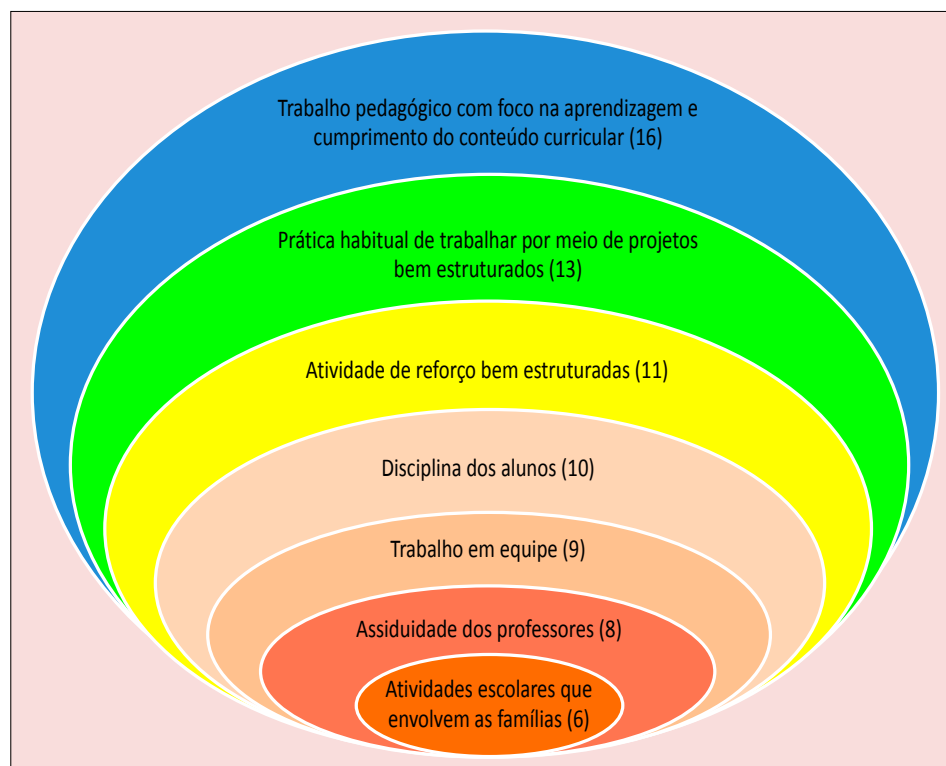 Trabalho pedagógico com foco na aprendizagem e
cumprimento do conteúdo curricular (16)
Prática habitual de trabalhar por meio de projetos
bem estruturados (13)
Atividade de reforço bem estruturadas (11)
Disciplina dos alunos (10)
Trabalho em equipe (9)
Assiduidade dos professores (8)
Atividades escolares que
envolvem as famílias (6)